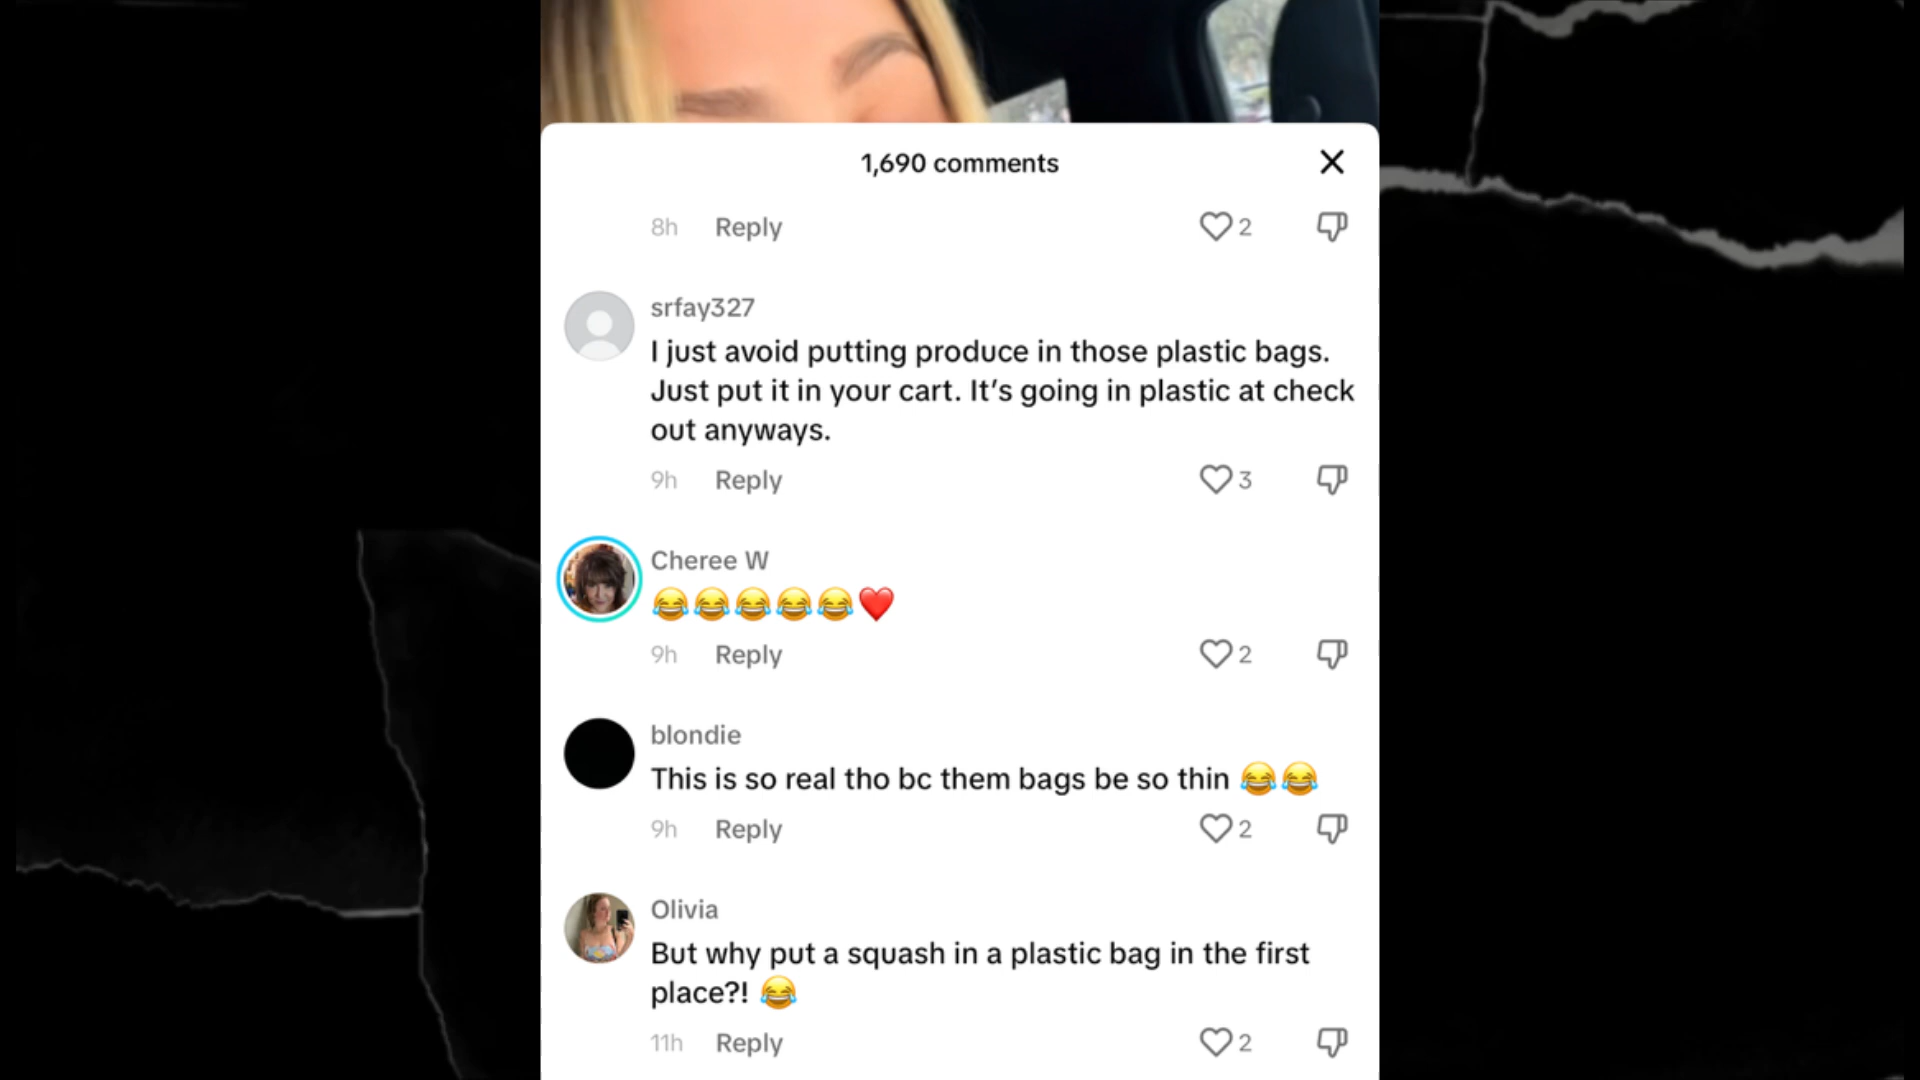 1,690 comments
8h Reply 2
srfay327
I just avoid putting produce in those plastic bags.
Just put it in your cart. It’s going in plastic at check
out anyways.
9h Reply 3
Cheree W
😂😂😂😂😂❤️
9h Reply 2
blondie
This is so real tho bc them bags be so thin 😂😂
9h Reply 2
Olivia
But why put a squash in a plastic bag in the first
place?! 😂
11h Reply 2